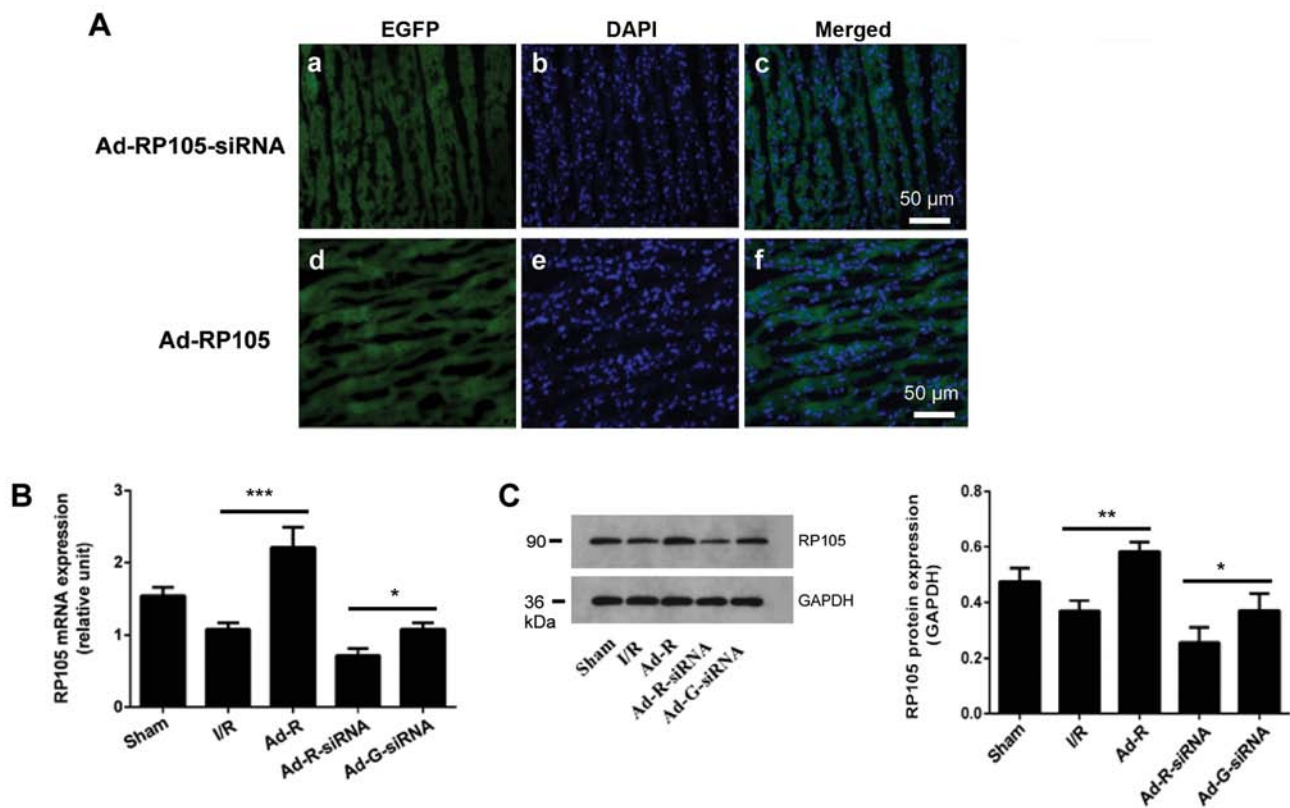 A
EGFP DAPI Merged
Ad-RP105-siRNA
a b c
50 µm
Ad-RP105
d e f
50 µm
B
RP105 mRNA expression
(relative unit)
3
2
1
0
***
*
Sham I/R Ad-R Ad-R-siRNA Ad-G-siRNA
C
90 RP105
36 GAPDH
kDa
Sham I/R Ad-R Ad-R-siRNA Ad-G-siRNA
RP105 protein expression
(GAPDH)
0.8
0.6
0.4
0.2
0.0
**
*
Sham I/R Ad-R Ad-R-siRNA Ad-G-siRNA